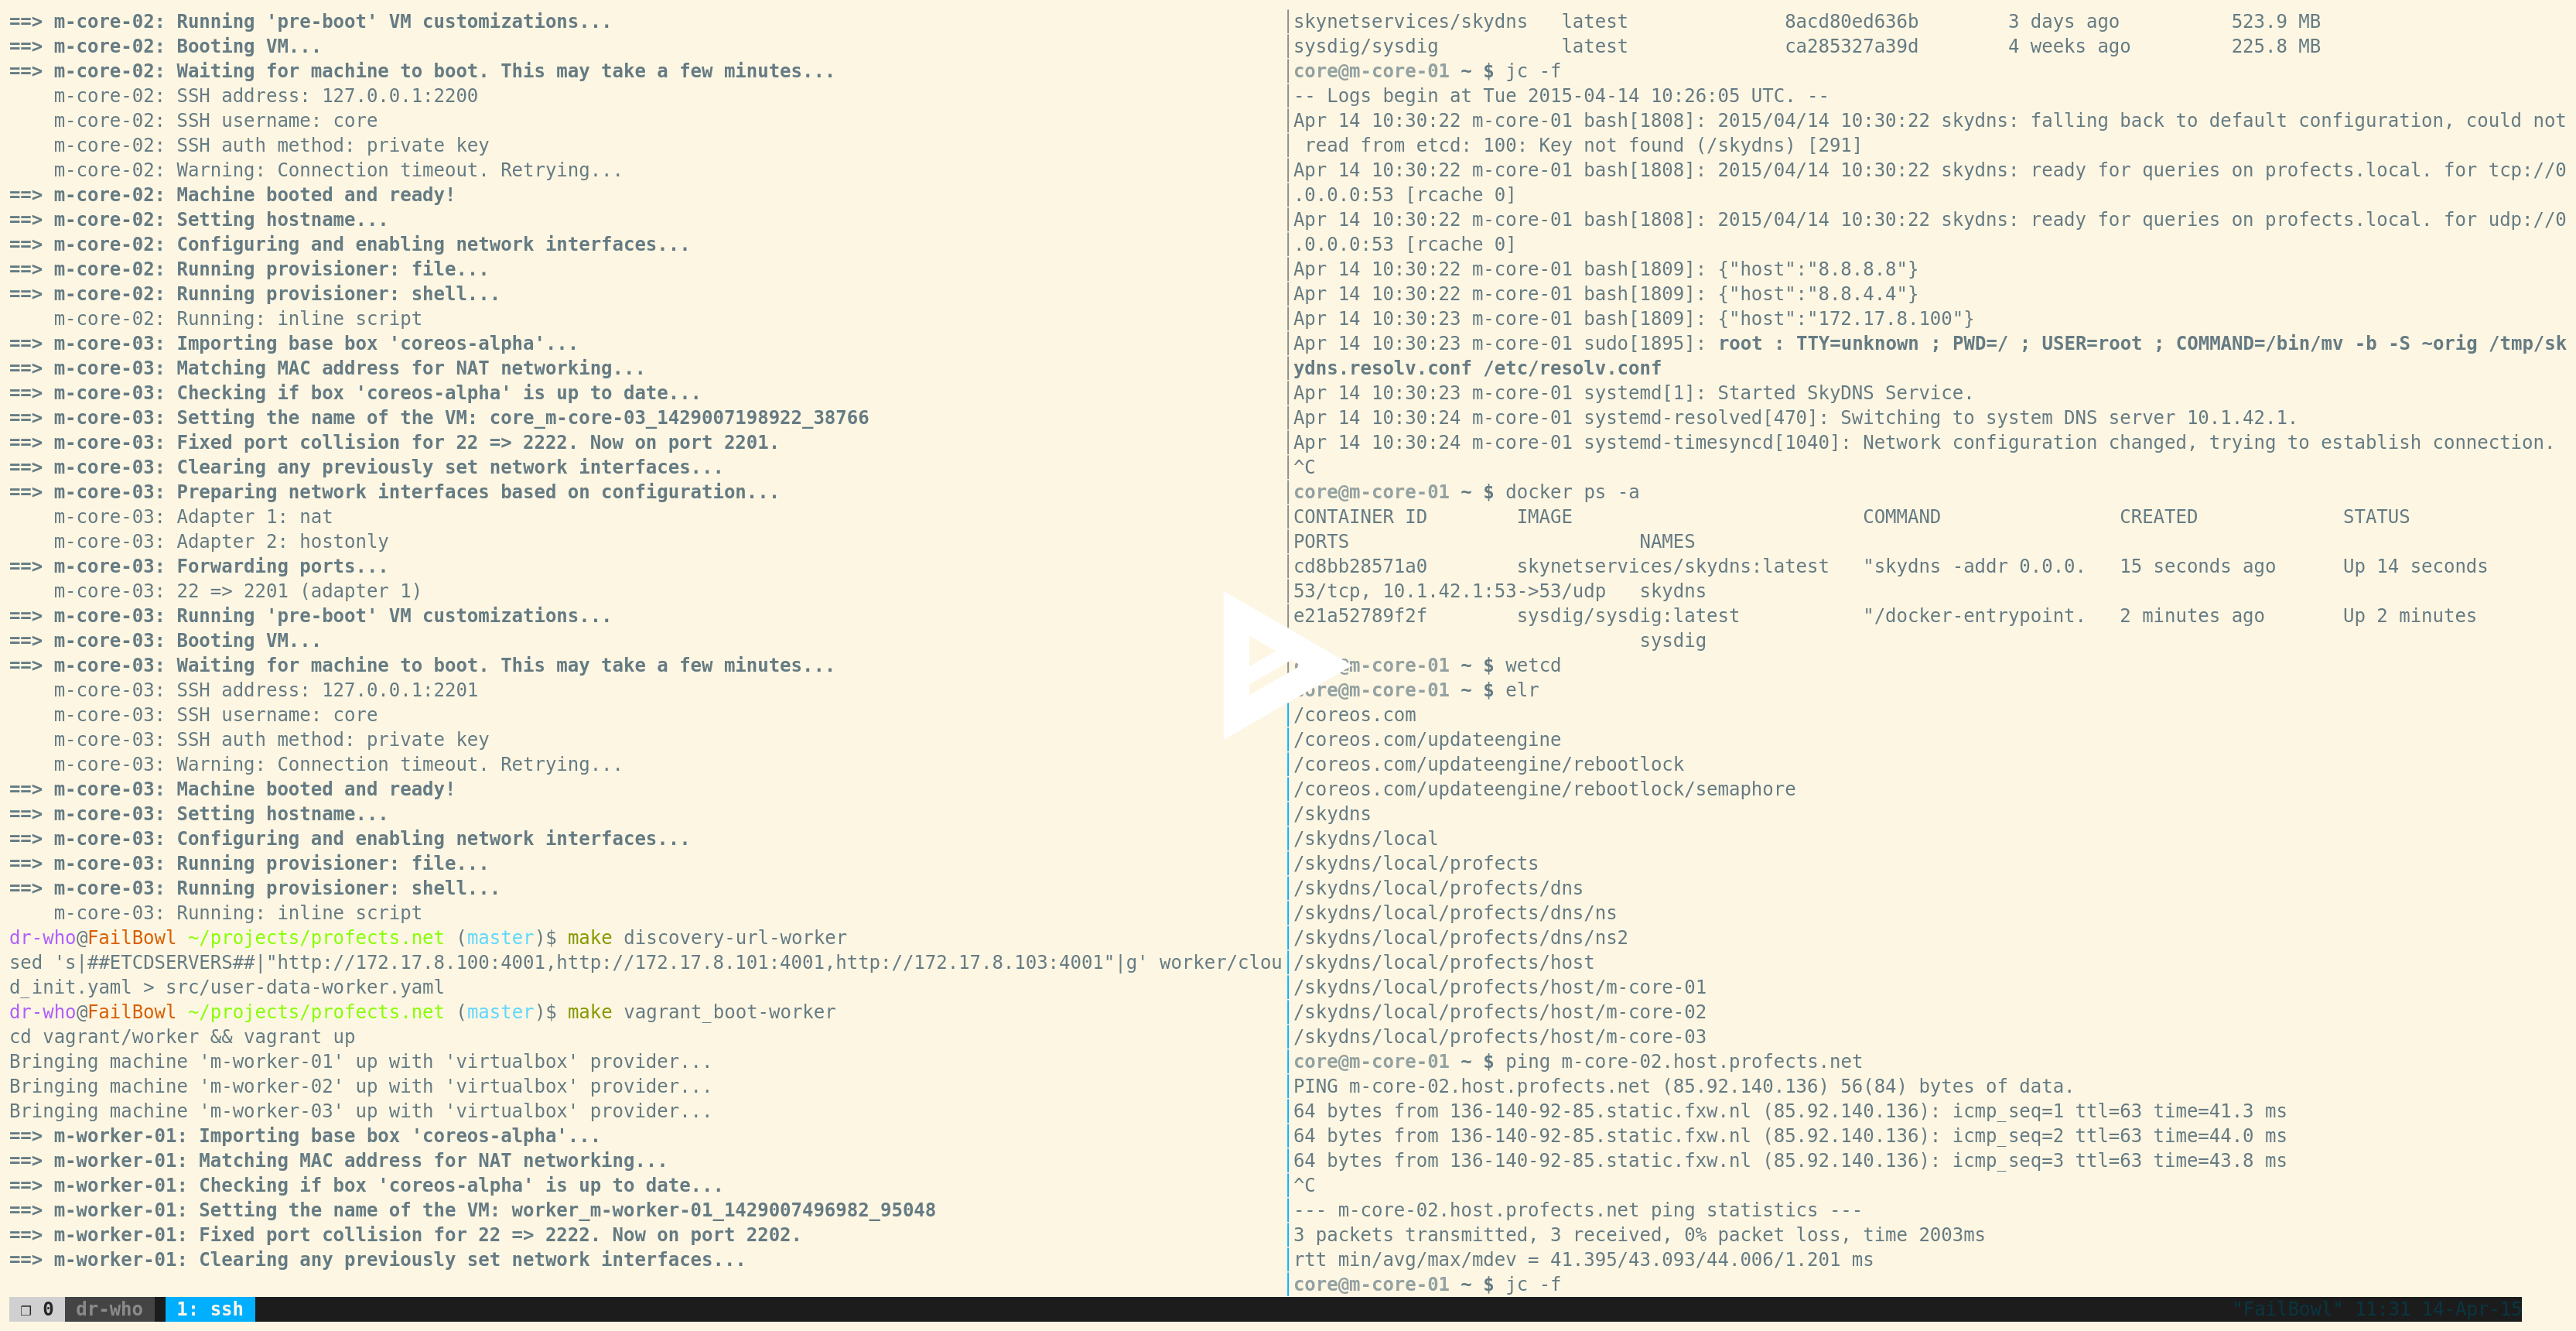 ==> m-core-02: Running 'pre-boot' VM customizations...
==> m-core-02: Booting VM...
==> m-core-02: Waiting for machine to boot. This may take a few minutes...
    m-core-02: SSH address: 127.0.0.1:2200
    m-core-02: SSH username: core
    m-core-02: SSH auth method: private key
    m-core-02: Warning: Connection timeout. Retrying...
==> m-core-02: Machine booted and ready!
==> m-core-02: Setting hostname...
==> m-core-02: Configuring and enabling network interfaces...
==> m-core-02: Running provisioner: file...
==> m-core-02: Running provisioner: shell...
    m-core-02: Running: inline script
==> m-core-03: Importing base box 'coreos-alpha'...
==> m-core-03: Matching MAC address for NAT networking...
==> m-core-03: Checking if box 'coreos-alpha' is up to date...
==> m-core-03: Setting the name of the VM: core_m-core-03_1429007198922_38766
==> m-core-03: Fixed port collision for 22 => 2222. Now on port 2201.
==> m-core-03: Clearing any previously set network interfaces...
==> m-core-03: Preparing network interfaces based on configuration...
    m-core-03: Adapter 1: nat
    m-core-03: Adapter 2: hostonly
==> m-core-03: Forwarding ports...
    m-core-03: 22 => 2201 (adapter 1)
==> m-core-03: Running 'pre-boot' VM customizations...
==> m-core-03: Booting VM...
==> m-core-03: Waiting for machine to boot. This may take a few minutes...
    m-core-03: SSH address: 127.0.0.1:2201
    m-core-03: SSH username: core
    m-core-03: SSH auth method: private key
    m-core-03: Warning: Connection timeout. Retrying...
==> m-core-03: Machine booted and ready!
==> m-core-03: Setting hostname...
==> m-core-03: Configuring and enabling network interfaces...
==> m-core-03: Running provisioner: file...
==> m-core-03: Running provisioner: shell...
    m-core-03: Running: inline script
dr-who@FailBowl ~/projects/profects.net (master)$ make discovery-url-worker
sed 's|##ETCDSERVERS##|"http://172.17.8.100:4001,http://172.17.8.101:4001,http://172.17.8.103:4001"|g' worker/clou
d_init.yaml > src/user-data-worker.yaml
dr-who@FailBowl ~/projects/profects.net (master)$ make vagrant_boot-worker
cd vagrant/worker && vagrant up
Bringing machine 'm-worker-01' up with 'virtualbox' provider...
Bringing machine 'm-worker-02' up with 'virtualbox' provider...
Bringing machine 'm-worker-03' up with 'virtualbox' provider...
==> m-worker-01: Importing base box 'coreos-alpha'...
==> m-worker-01: Matching MAC address for NAT networking...
==> m-worker-01: Checking if box 'coreos-alpha' is up to date...
==> m-worker-01: Setting the name of the VM: worker_m-worker-01_1429007496982_95048
==> m-worker-01: Fixed port collision for 22 => 2222. Now on port 2202.
==> m-worker-01: Clearing any previously set network interfaces...
skynetservices/skydns   latest              8acd80ed636b        3 days ago          523.9 MB
sysdig/sysdig           latest              ca285327a39d        4 weeks ago         225.8 MB
core@m-core-01 ~ $ jc -f
-- Logs begin at Tue 2015-04-14 10:26:05 UTC. --
Apr 14 10:30:22 m-core-01 bash[1808]: 2015/04/14 10:30:22 skydns: falling back to default configuration, could not
 read from etcd: 100: Key not found (/skydns) [291]
Apr 14 10:30:22 m-core-01 bash[1808]: 2015/04/14 10:30:22 skydns: ready for queries on profects.local. for tcp://0
.0.0.0:53 [rcache 0]
Apr 14 10:30:22 m-core-01 bash[1808]: 2015/04/14 10:30:22 skydns: ready for queries on profects.local. for udp://0
.0.0.0:53 [rcache 0]
Apr 14 10:30:22 m-core-01 bash[1809]: {"host":"8.8.8.8"}
Apr 14 10:30:22 m-core-01 bash[1809]: {"host":"8.8.4.4"}
Apr 14 10:30:23 m-core-01 bash[1809]: {"host":"172.17.8.100"}
Apr 14 10:30:23 m-core-01 sudo[1895]: root : TTY=unknown ; PWD=/ ; USER=root ; COMMAND=/bin/mv -b -S ~orig /tmp/sk
ydns.resolv.conf /etc/resolv.conf
Apr 14 10:30:23 m-core-01 systemd[1]: Started SkyDNS Service.
Apr 14 10:30:24 m-core-01 systemd-resolved[470]: Switching to system DNS server 10.1.42.1.
Apr 14 10:30:24 m-core-01 systemd-timesyncd[1040]: Network configuration changed, trying to establish connection.
^C
core@m-core-01 ~ $ docker ps -a
CONTAINER ID        IMAGE                          COMMAND                CREATED             STATUS
PORTS                          NAMES
cd8bb28571a0        skynetservices/skydns:latest   "skydns -addr 0.0.0.   15 seconds ago      Up 14 seconds
53/tcp, 10.1.42.1:53->53/udp   skydns
e21a52789f2f        sysdig/sysdig:latest           "/docker-entrypoint.   2 minutes ago       Up 2 minutes
                               sysdig
@m-core-01 ~ $ wetcd
core@m-core-01 ~ $ elr
/coreos.com
/coreos.com/updateengine
/coreos.com/updateengine/rebootlock
/coreos.com/updateengine/rebootlock/semaphore
/skydns
/skydns/local
/skydns/local/profects
/skydns/local/profects/dns
/skydns/local/profects/dns/ns
/skydns/local/profects/dns/ns2
/skydns/local/profects/host
/skydns/local/profects/host/m-core-01
/skydns/local/profects/host/m-core-02
/skydns/local/profects/host/m-core-03
core@m-core-01 ~ $ ping m-core-02.host.profects.net
PING m-core-02.host.profects.net (85.92.140.136) 56(84) bytes of data.
64 bytes from 136-140-92-85.static.fxw.nl (85.92.140.136): icmp_seq=1 ttl=63 time=41.3 ms
64 bytes from 136-140-92-85.static.fxw.nl (85.92.140.136): icmp_seq=2 ttl=63 time=44.0 ms
64 bytes from 136-140-92-85.static.fxw.nl (85.92.140.136): icmp_seq=3 ttl=63 time=43.8 ms
^C
--- m-core-02.host.profects.net ping statistics ---
3 packets transmitted, 3 received, 0% packet loss, time 2003ms
rtt min/avg/max/mdev = 41.395/43.093/44.006/1.201 ms
core@m-core-01 ~ $ jc -f
❐ 0 dr-who 1: ssh "FailBowl" 11:31 14-Apr-15